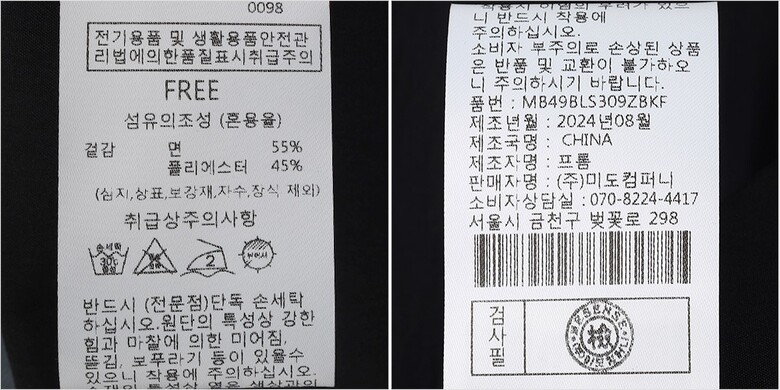 0098
전기용품 및 생활용품안전관
리법에의한품질표시취급주의
FREE
섬유의조성 (혼용율)
겉감 면 55%
폴리에스터 45%
(심지,상표,보강재,자수,장식 제외)
취급상주의사항
손세탁
30℃
중성
2
반드시 (전문점)단독 손세탁
하십시오.원단의 특성상 강한
힘과 마찰에 의한 미어짐,
뜯김, 보푸라기 등이 있을수
있으니 착용에 주의하십시오.
니 반드시 착용에
주의하십시오.
소비자 부주의로 손상된 상품
은 반품 및 교환이 불가하오
니 주의하시기 바랍니다.
품번 : MB49BLS309ZBKF
제조년월 : 2024년08월
제조국명 : CHINA
제조자명 : 프롬
판매자명 : (주)미도컴퍼니
소비자상담실 : 070-8224-4417
서울시 금천구 벚꽃로 298
검사필
檢